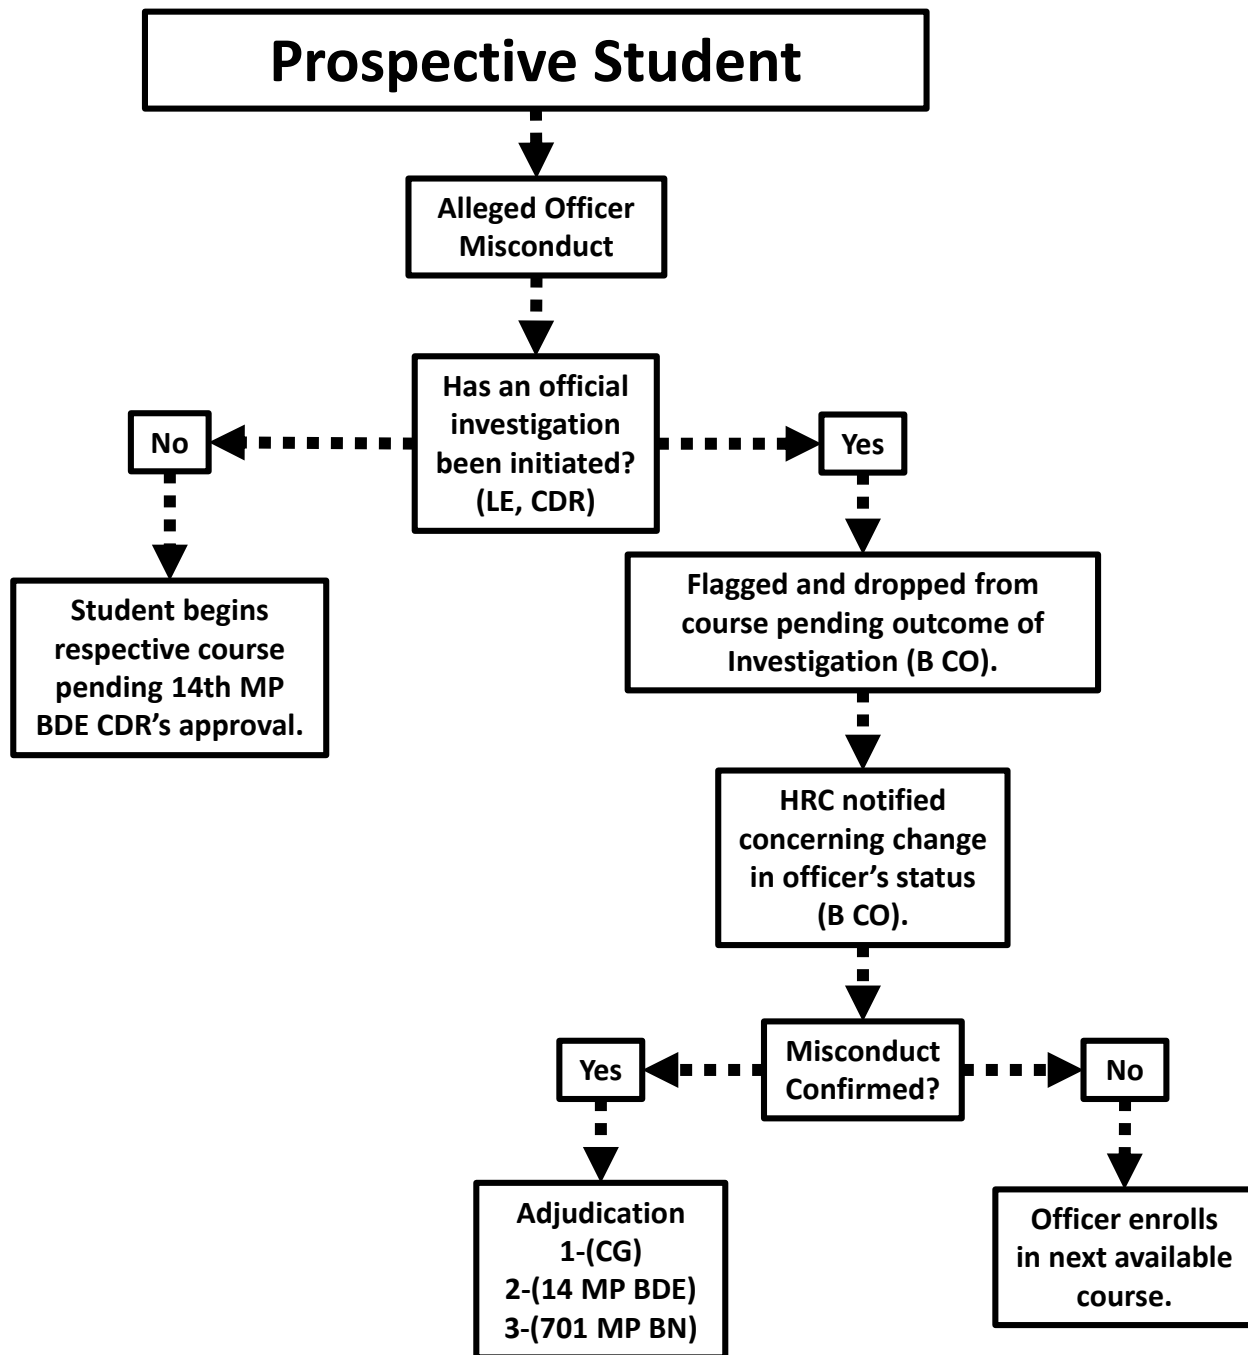 Prospective Student
Alleged Officer
Misconduct
Has an official
investigation
been initiated?
(LE, CDR)
No
Yes
Student begins
respective course
pending 14th MP
BDE CDR’s approval.
Flagged and dropped from
course pending outcome of
Investigation (B CO).
HRC notified
concerning change
in officer’s status
(B CO).
Misconduct
Confirmed?
Yes
No
Adjudication
1-(CG)
2-(14 MP BDE)
3-(701 MP BN)
Officer enrolls
in next available
course.